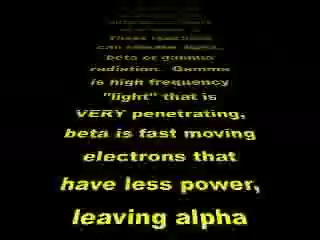 These reactions
can release alpha,
beta or gamma
radiation. Gamma
is high frequency
"light" that is
VERY penetrating,
beta is fast moving
electrons that
have less power,
leaving alpha